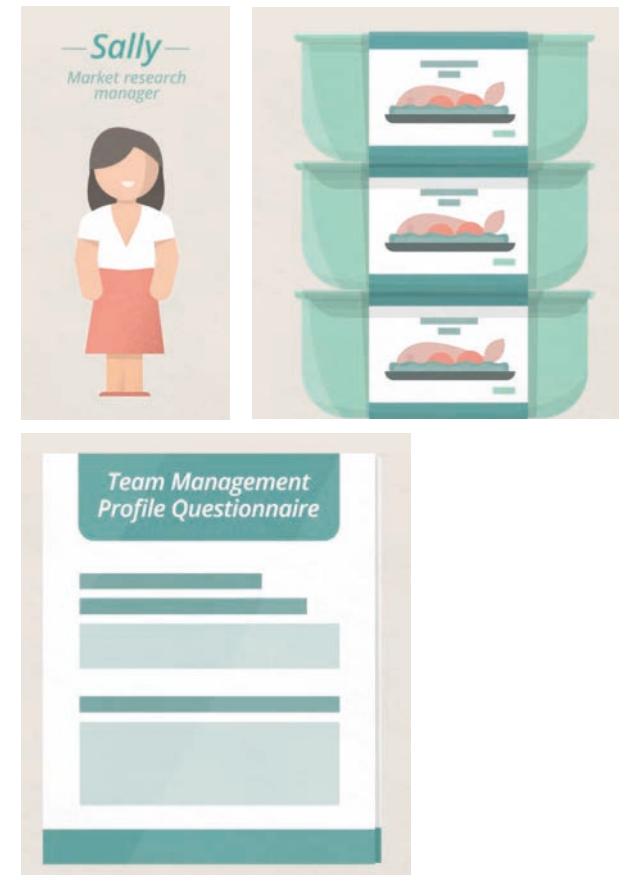 Sally
Market research
manager
Team Management
Profile Questionnaire